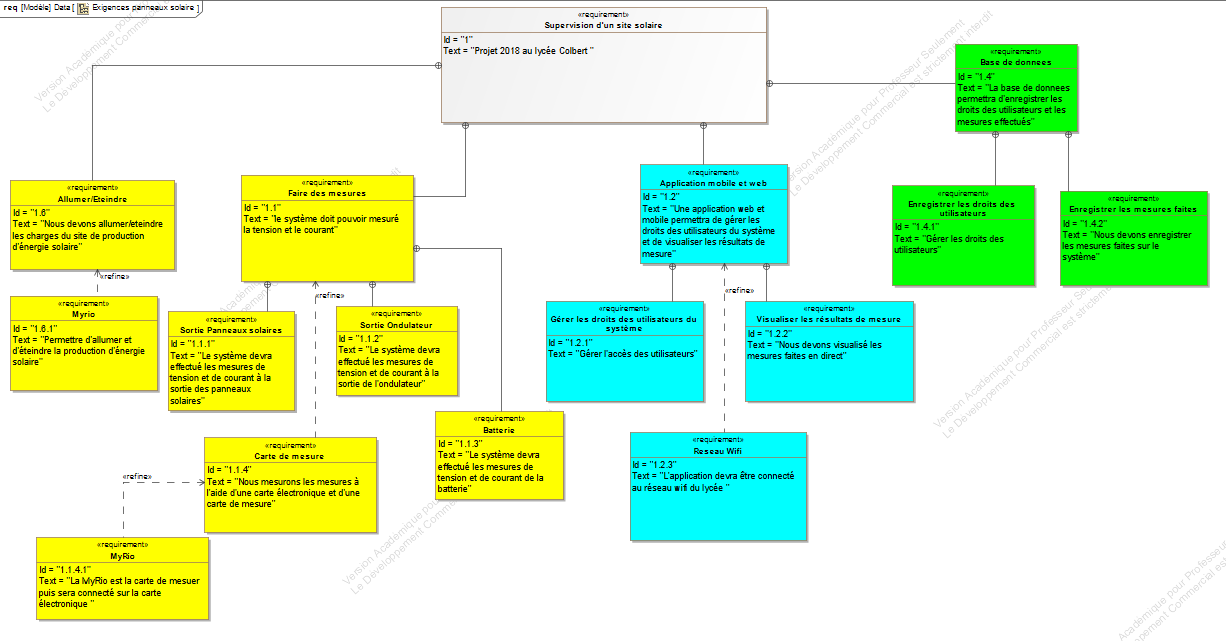 req [Modèle] Data [ Exigences panneaux solaire ]
«requirement»
Supervision d'un site solaire
Id = "1"
Text = "Projet 2018 au lycée Colbert "
«requirement»
Base de donnees
Id = "1.4"
Text = "La base de donnees
permettra d'enregistrer les
droits des utilisateurs et les
mesures effectués"
«requirement»
Allumer/Eteindre
Id = "1.6"
Text = "Nous devons allumer/eteindre
les charges du site de production
d'énergie solaire"
«requirement»
Faire des mesures
Id = "1.1"
Text = "le système doit pouvoir mesuré
la tension et le courant"
«requirement»
Application mobile et web
Id = "1.2"
Text = "Une application web et
mobile permettra de gérer les
droits des utilisateurs du système
et de visualiser les résultats de
mesure"
«requirement»
Enregistrer les droits des
utilisateurs
Id = "1.4.1"
Text = "Gérer les droits des
utilisateurs"
«requirement»
Enregistrer les mesures faites
Id = "1.4.2"
Text = "Nous devons enregistrer
les mesures faites sur le
système"
«refine»
«refine»
«refine»
«requirement»
Myrio
Id = "1.6.1"
Text = "Permettre d'allumer et
d'éteindre la production d'énergie
solaire"
«requirement»
Sortie Panneaux solaires
Id = "1.1.1"
Text = "Le système devra
effectué les mesures de
tension et de courant à la
sortie des panneaux
solaires"
«requirement»
Sortie Ondulateur
Id = "1.1.2"
Text = "Le système devra
effectué les mesures de
tension et de courant à la
sortie de l'ondulateur"
«requirement»
Gérer les droits des utilisateurs du
système
Id = "1.2.1"
Text = "Gérer l'accès des utilisateurs"
«requirement»
Visualiser les résultats de mesure
Id = "1.2.2"
Text = "Nous devons visualisé les
mesures faites en direct"
«requirement»
Batterie
Id = "1.1.3"
Text = "Le système devra
effectué les mesures de
tension et de courant de la
batterie"
«requirement»
Reseau Wifi
Id = "1.2.3"
Text = "L'application devra être connecté
au réseau wifi du lycée "
«requirement»
Carte de mesure
Id = "1.1.4"
Text = "Nous mesurons les mesures à
l'aide d'une carte électronique et d'une
carte de mesure"
«refine»
«requirement»
MyRio
Id = "1.1.4.1"
Text = "La MyRio est la carte de mesuer
puis sera connecté sur la carte
électronique "
Version Académique pour Professeur Seulement
Le Developpement Commercial est strictement interdit